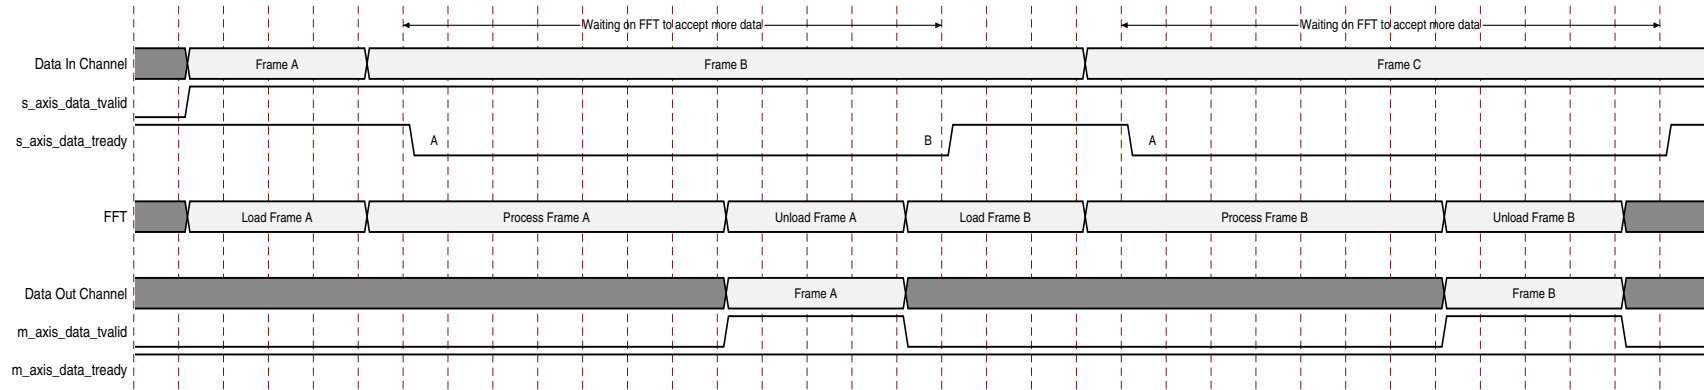 Waiting on FFT to accept more data Waiting on FFT to accept more data
Data In Channel Frame A Frame B Frame C
s_axis_data_tvalid
s_axis_data_tready A B A
FFT Load Frame A Process Frame A Unload Frame A Load Frame B Process Frame B Unload Frame B
Data Out Channel Frame A Frame B
m_axis_data_tvalid
m_axis_data_tready